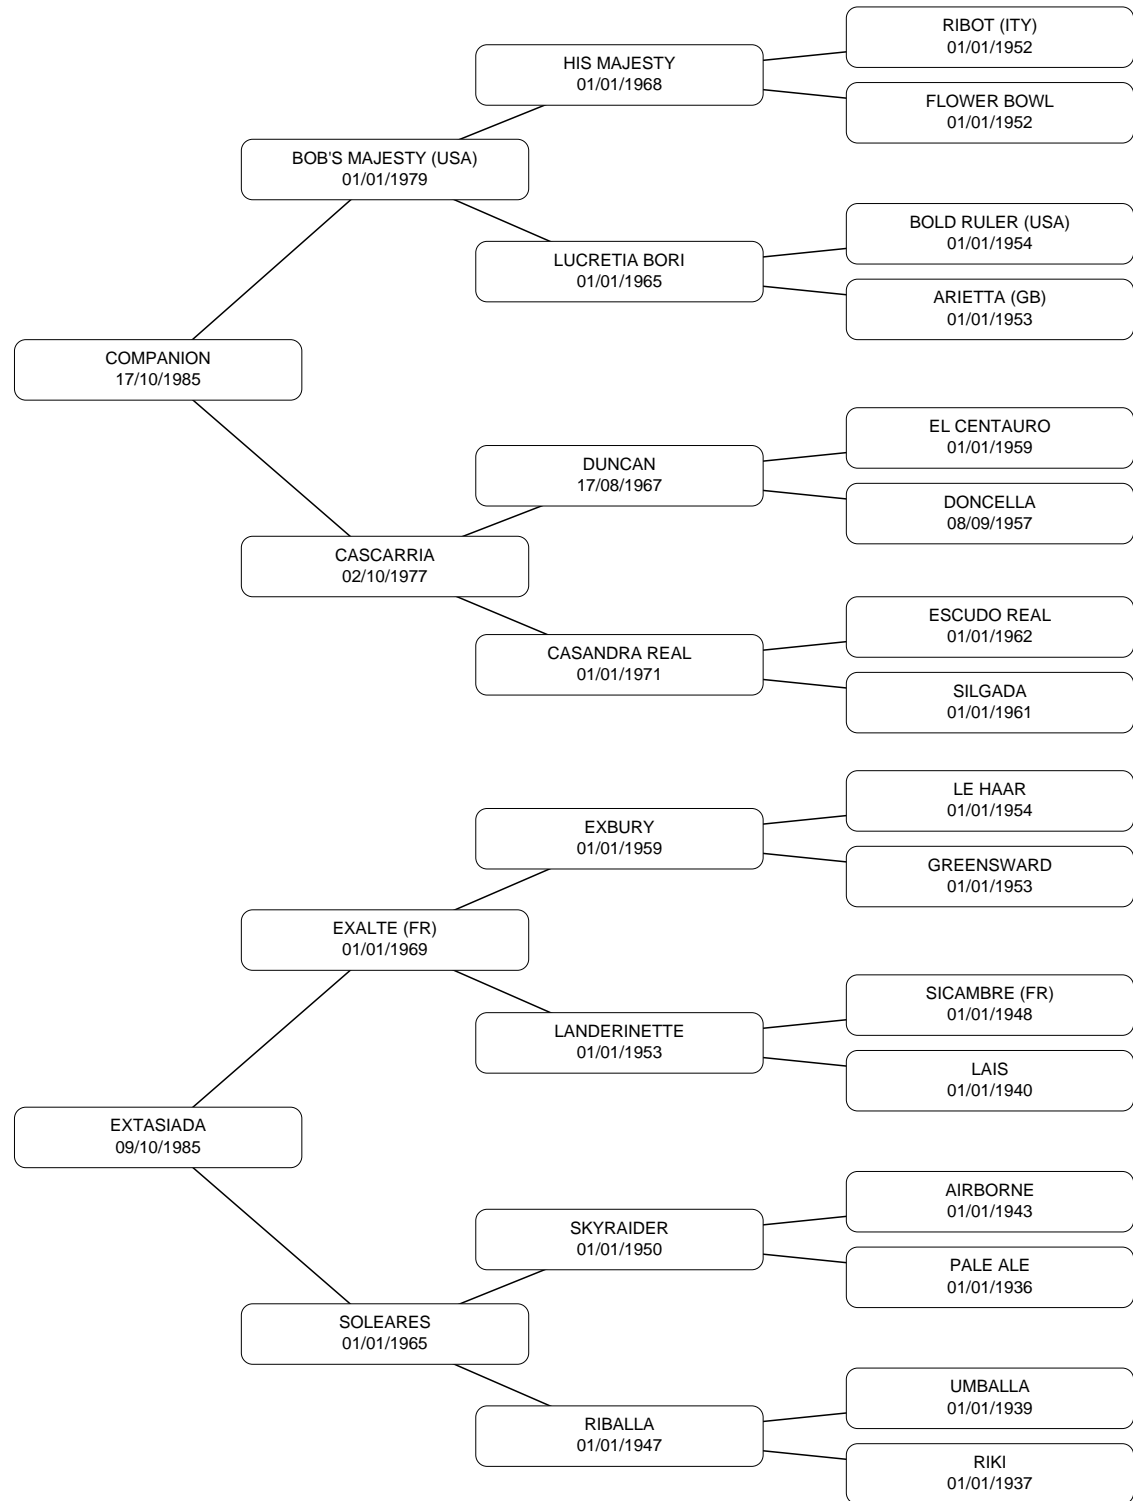 RIBOT (ITY)
01/01/1952
HIS MAJESTY
01/01/1968
FLOWER BOWL
01/01/1952
BOB'S MAJESTY (USA)
01/01/1979
BOLD RULER (USA)
01/01/1954
LUCRETIA BORI
01/01/1965
ARIETTA (GB)
01/01/1953
COMPANION
17/10/1985
EL CENTAURO
01/01/1959
DUNCAN
17/08/1967
DONCELLA
08/09/1957
CASCARRIA
02/10/1977
ESCUDO REAL
01/01/1962
CASANDRA REAL
01/01/1971
SILGADA
01/01/1961
LE HAAR
01/01/1954
EXBURY
01/01/1959
GREENSWARD
01/01/1953
EXALTE (FR)
01/01/1969
SICAMBRE (FR)
01/01/1948
LANDERINETTE
01/01/1953
LAIS
01/01/1940
EXTASIADA
09/10/1985
AIRBORNE
01/01/1943
SKYRAIDER
01/01/1950
PALE ALE
01/01/1936
SOLEARES
01/01/1965
UMBALLA
01/01/1939
RIBALLA
01/01/1947
RIKI
01/01/1937